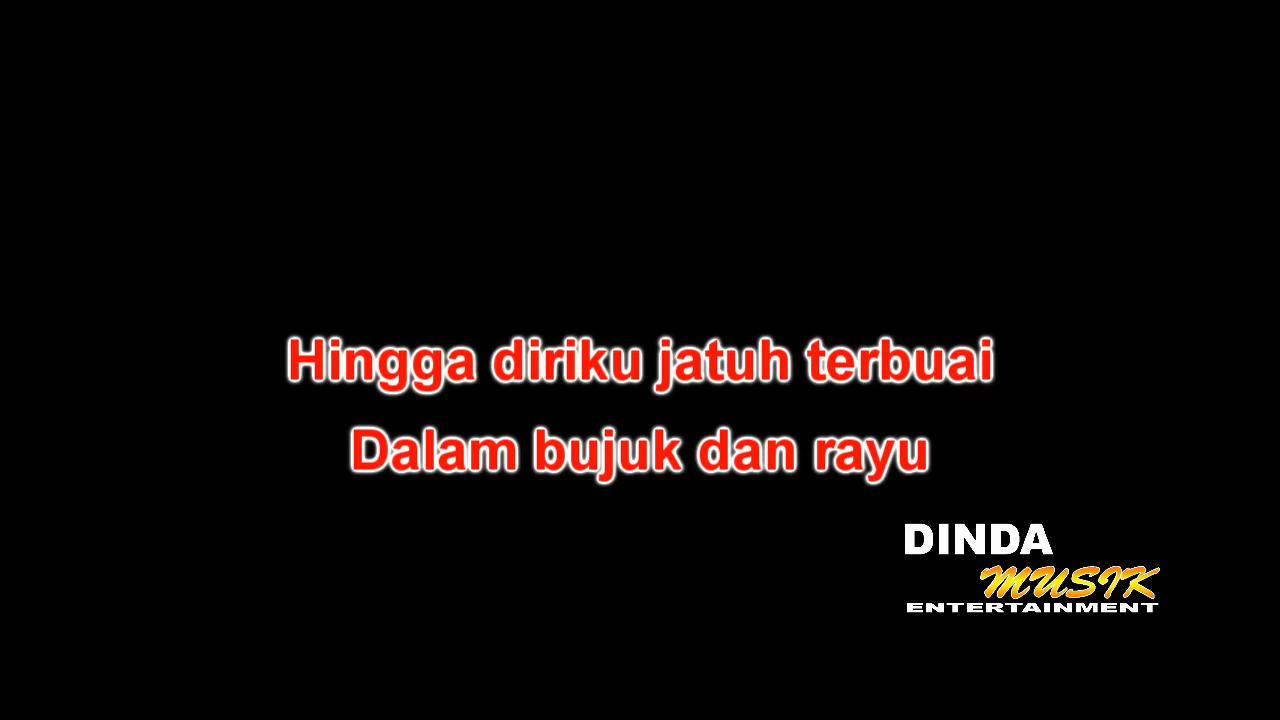 Hingga diriku jatuh terbuai
Dalam bujuk dan rayu
DINDA
MUSIK
ENTERTAINMENT